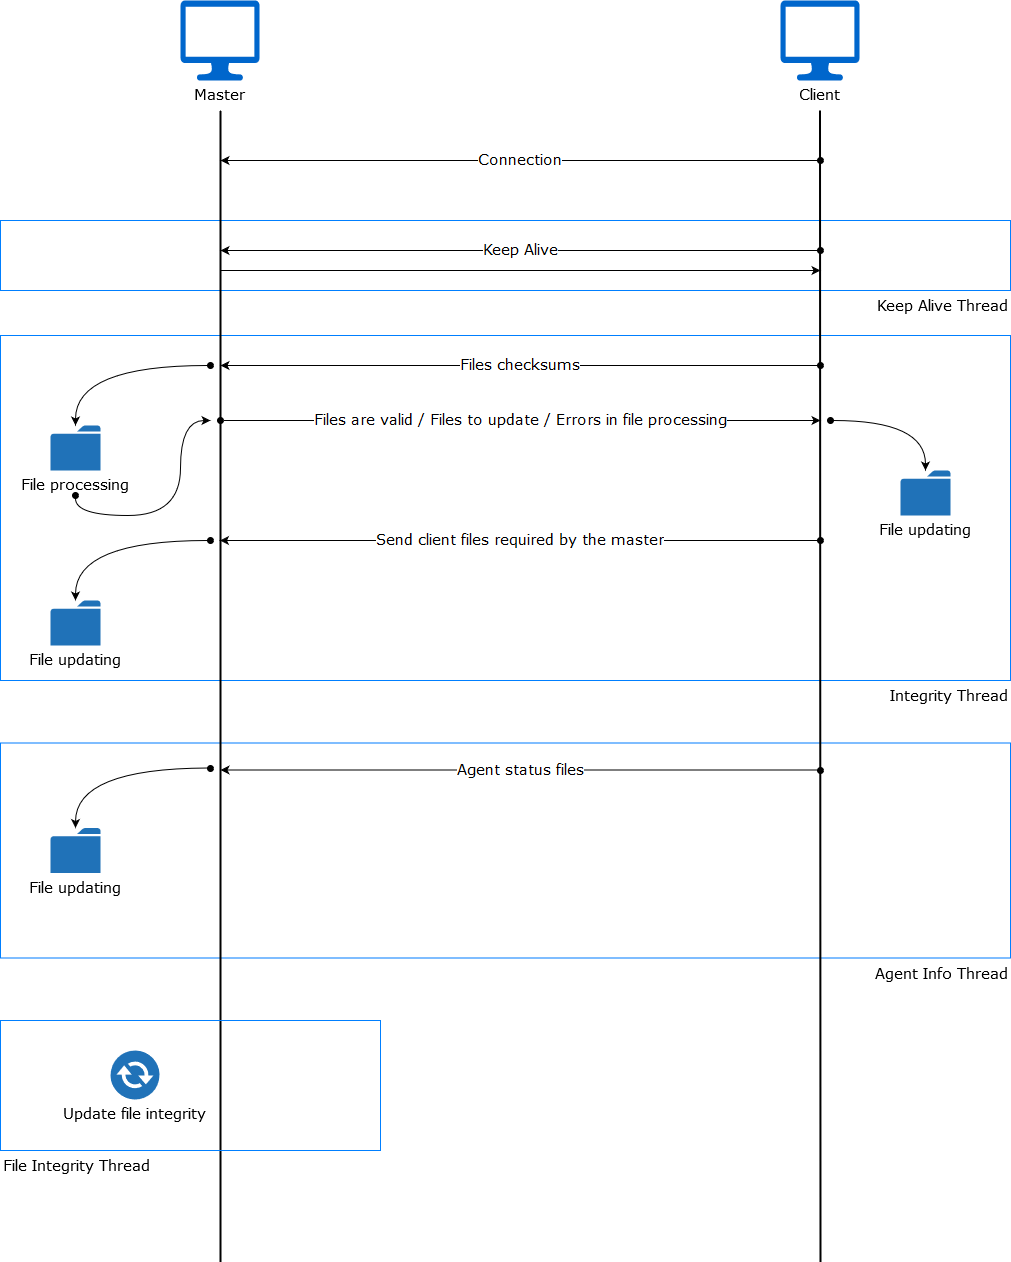 Master
Client
Connection
Keep Alive
Keep Alive Thread
Files checksums
Files are valid / Files to update / Errors in file processing
File processing
File updating
Send client files required by the master
File updating
Integrity Thread
Agent status files
File updating
Agent Info Thread
Update file integrity
File Integrity Thread